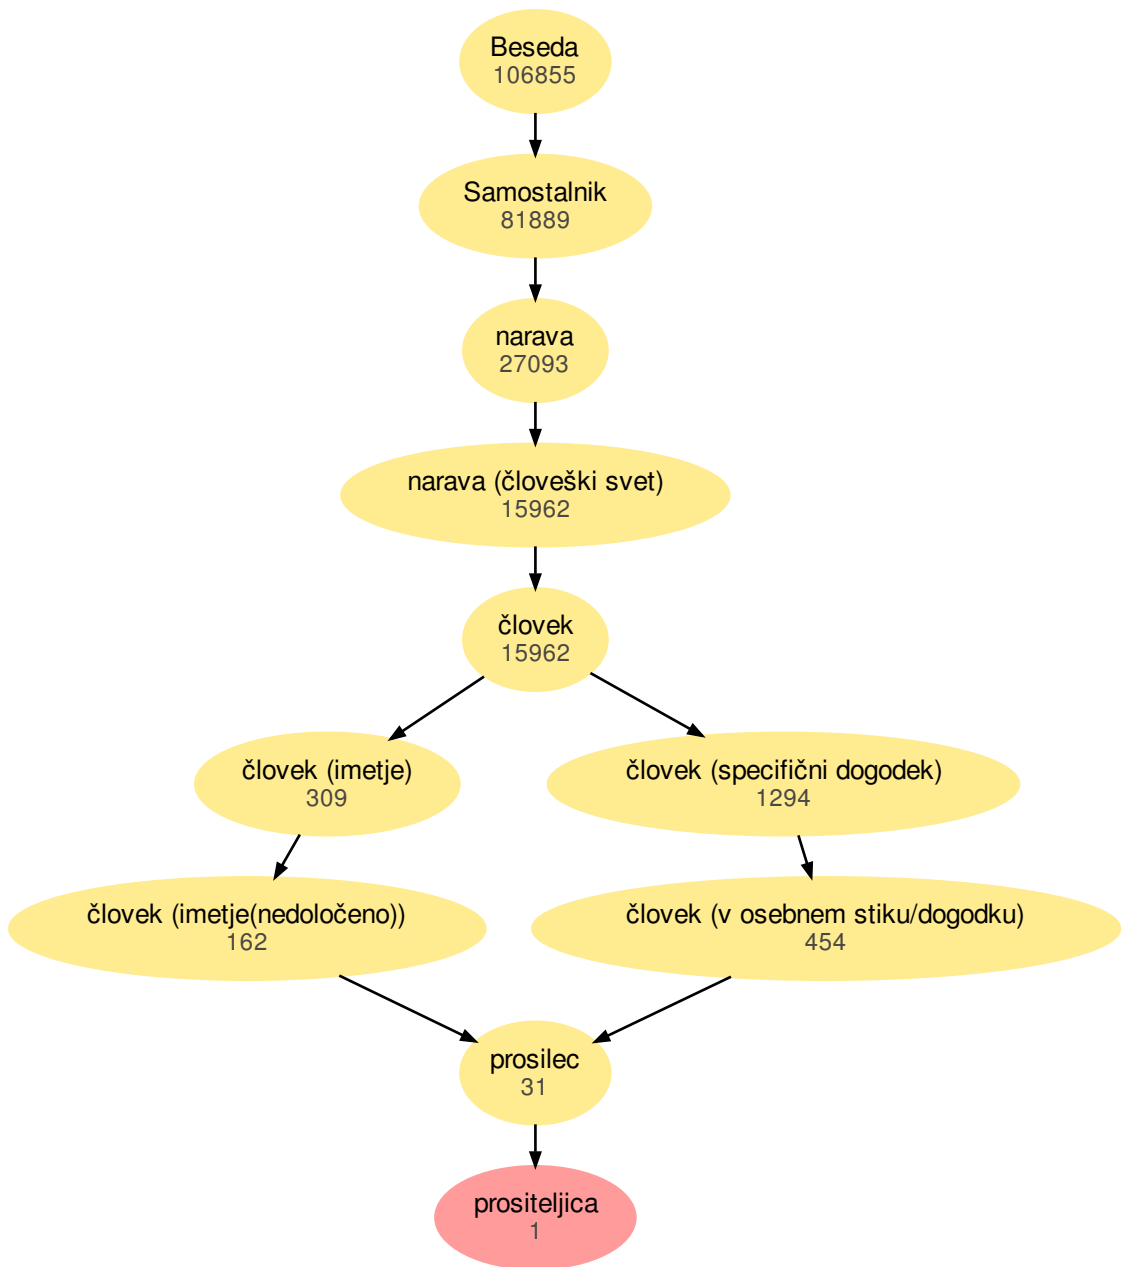 Beseda
106855
Samostalnik
81889
narava
27093
narava (človeški svet)
15962
človek
15962
človek (imetje)
309
človek (specifični dogodek)
1294
človek (imetje(nedoločeno))
162
človek (v osebnem stiku/dogodku)
454
prosilec
31
prositeljica
1